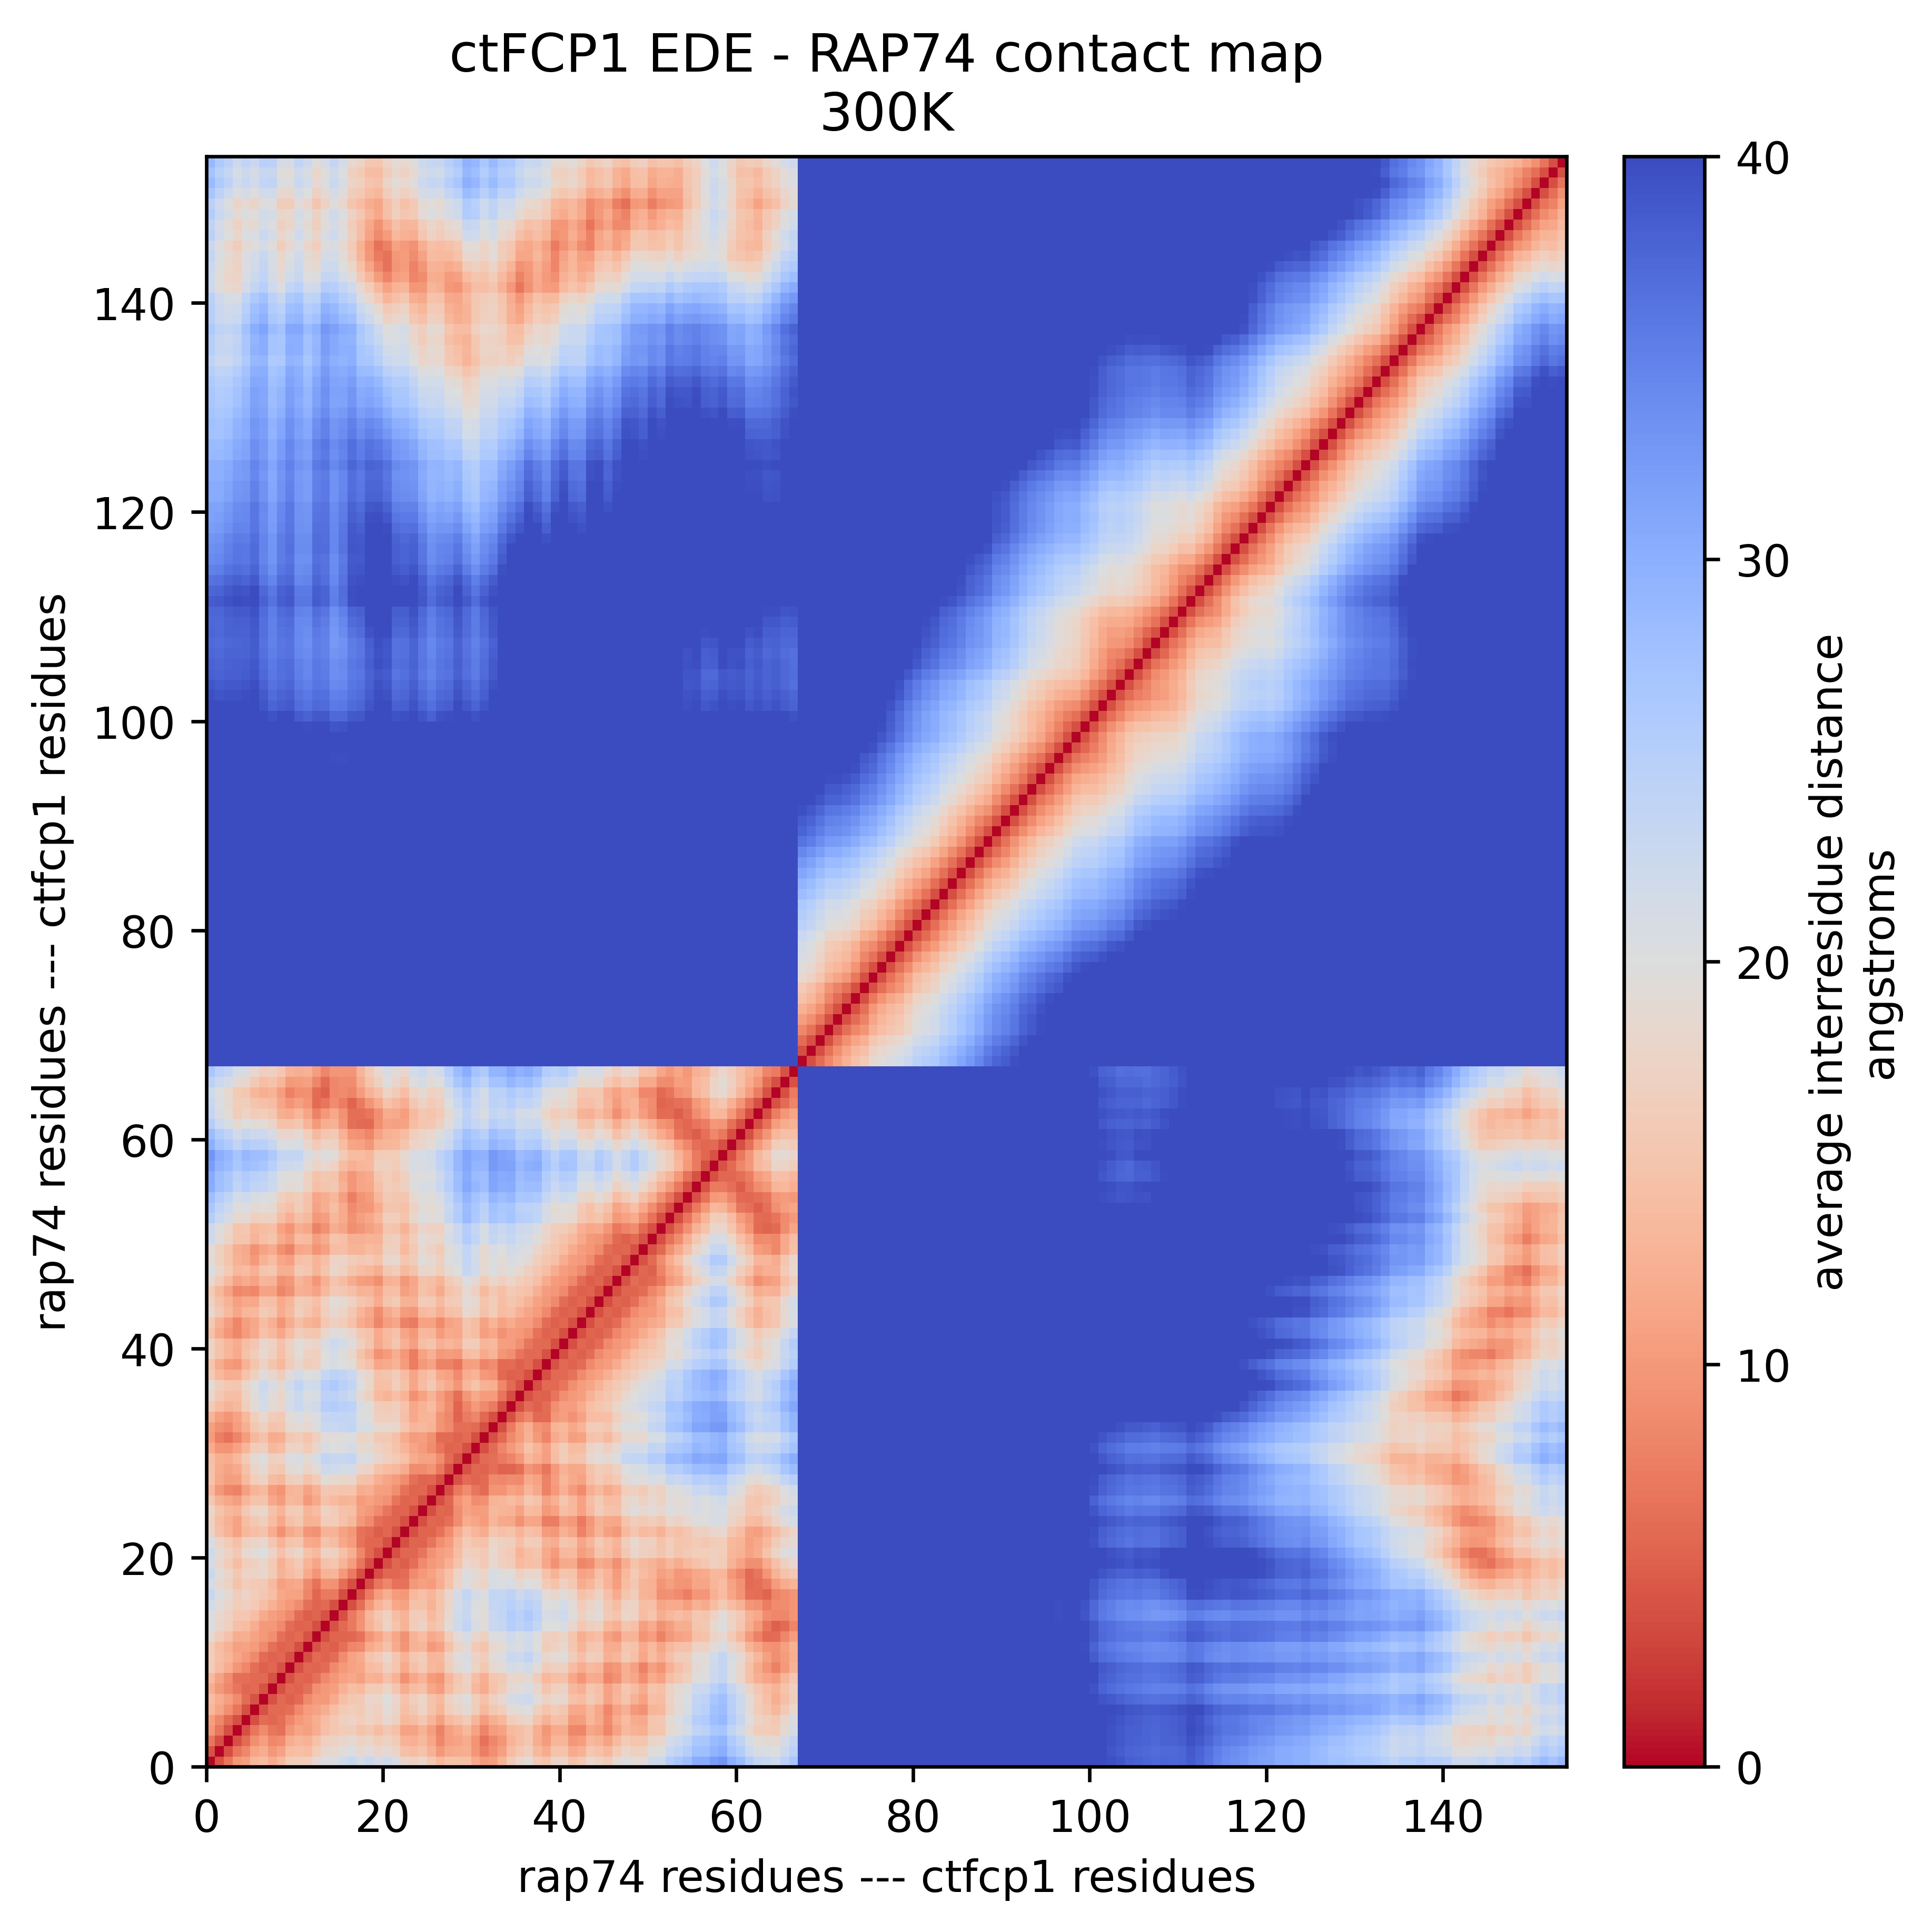 ctFCP1 EDE - RAP74 contact map
300K
rap74 residues --- ctfcp1 residues
140
120
100
80
60
40
20
0
0 20 40 60 80 100 120 140
rap74 residues --- ctfcp1 residues
40
30
20
10
0
average interresidue distance
angstroms